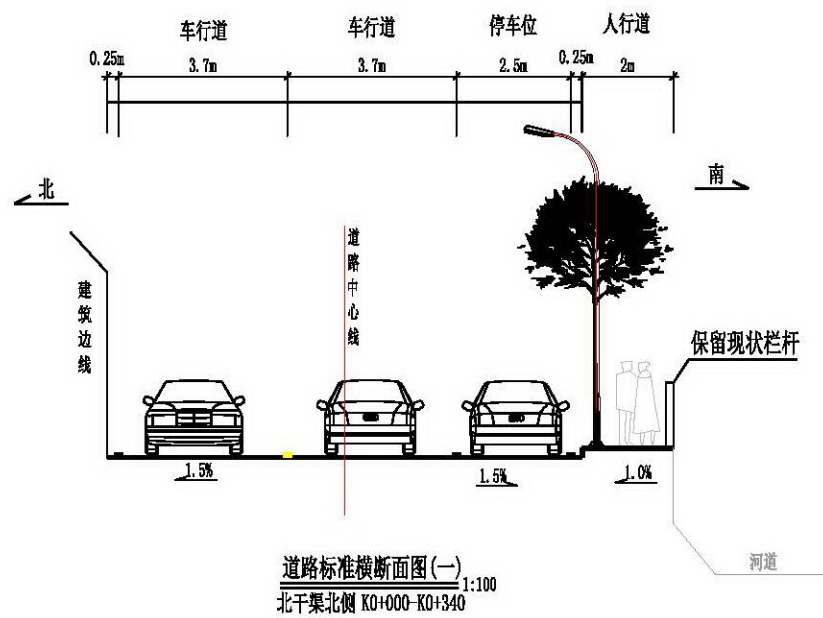 车行道 车行道 停车位 人行道
0.25m 3.7m 3.7m 2.5m 0.25m 2m
北
南
建筑边线
道路中心线
保留现状栏杆
1.5% 1.5% 1.0%
河道
道路标准横断面图(一) 1:100
北干渠北侧 K0+000-K0+340